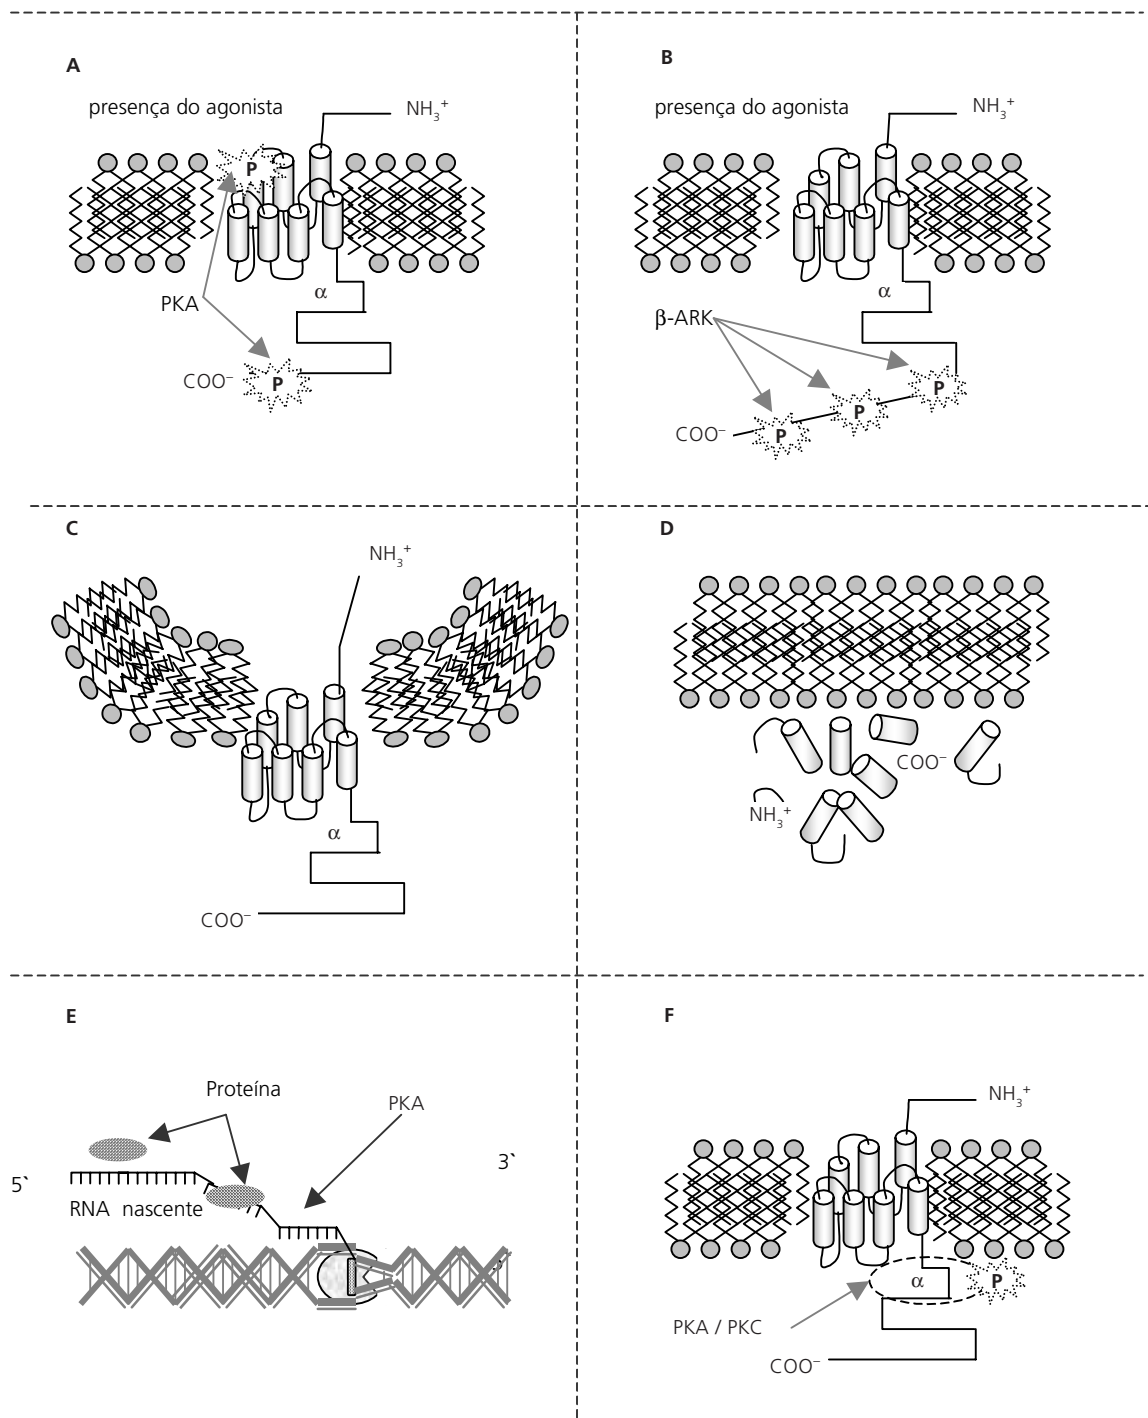 A
presença do agonista
NH₃⁺
P
PKA
α
COO⁻
P
B
presença do agonista
NH₃⁺
α
β-ARK
P
P
P
COO⁻
C
NH₃⁺
α
COO⁻
D
COO⁻
NH₃⁺
E
Proteína
PKA
3`
5`
RNA nascente
F
NH₃⁺
α
P
PKA / PKC
COO⁻